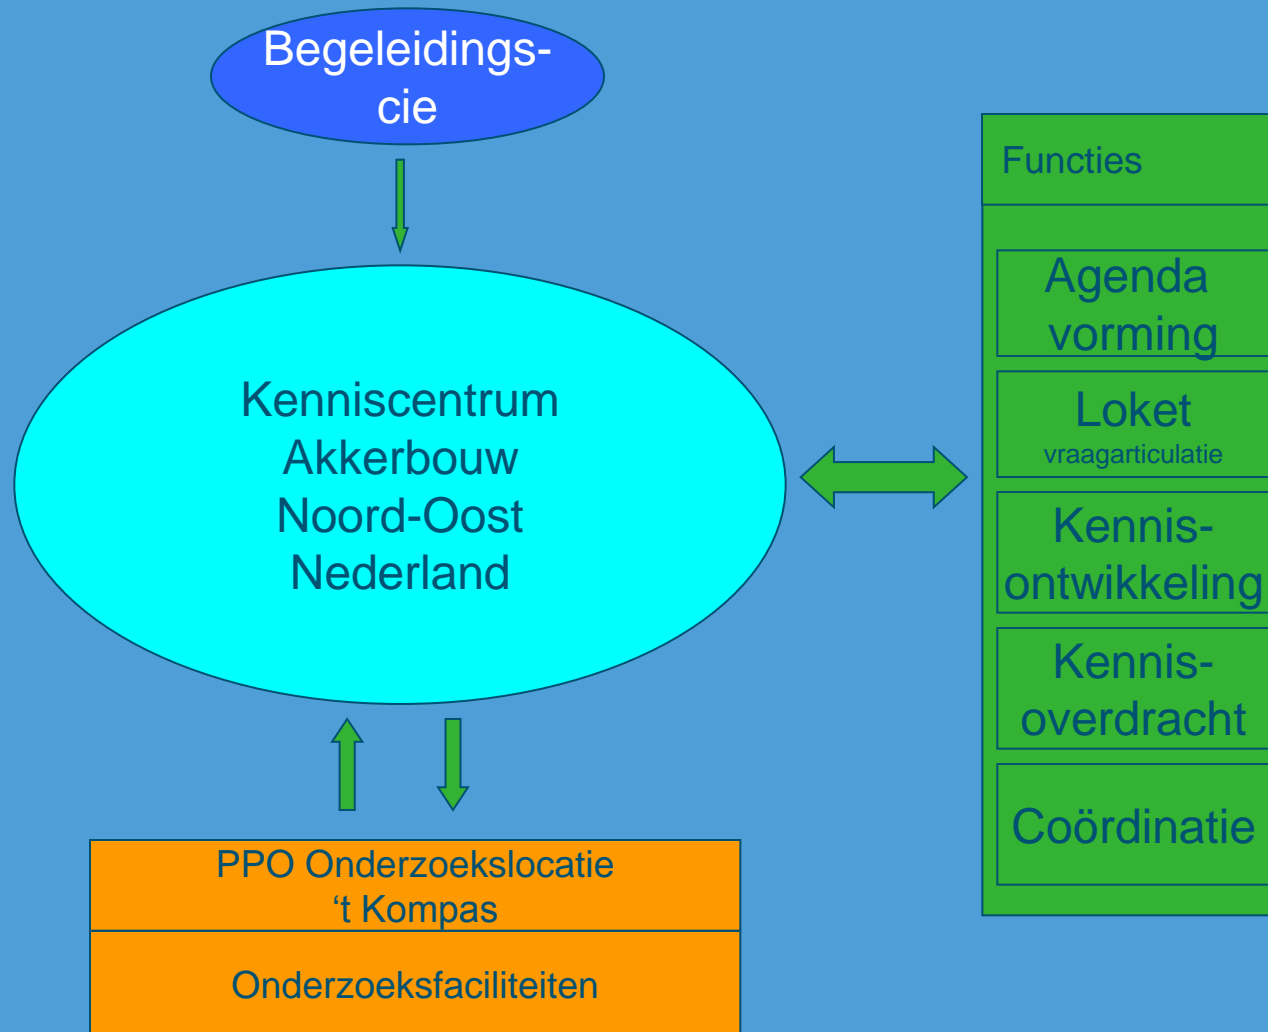 Begeleidings-
cie
Kenniscentrum
Akkerbouw
Noord-Oost
Nederland
PPO Onderzoekslocatie
‘t Kompas
Onderzoeksfaciliteiten
Functies
Agenda
vorming
Loket
vraagarticulatie
Kennis-
ontwikkeling
Kennis-
overdracht
Coördinatie